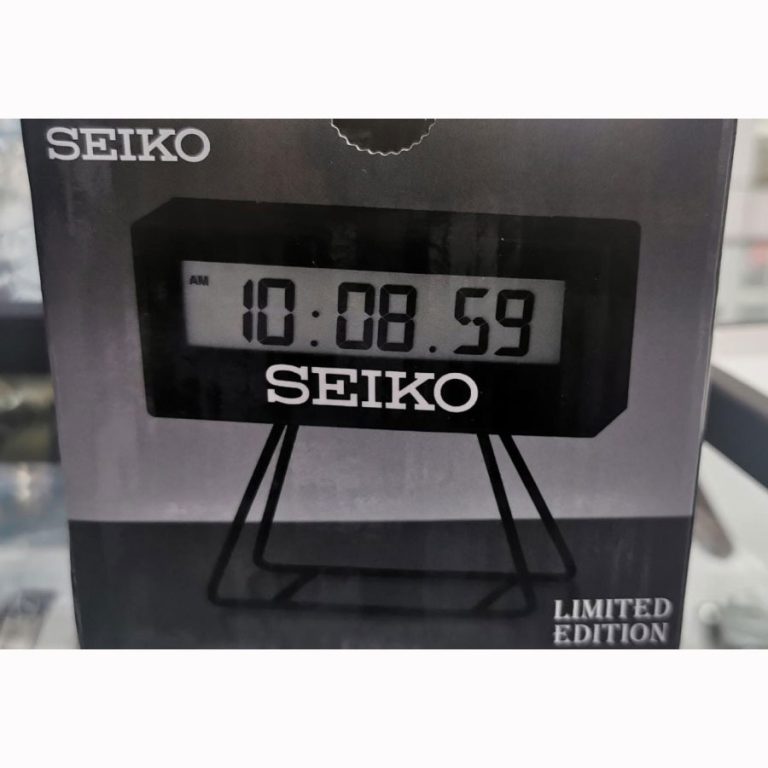 SEIKO
AM 10:08.59
SEIKO
LIMITED
EDITION